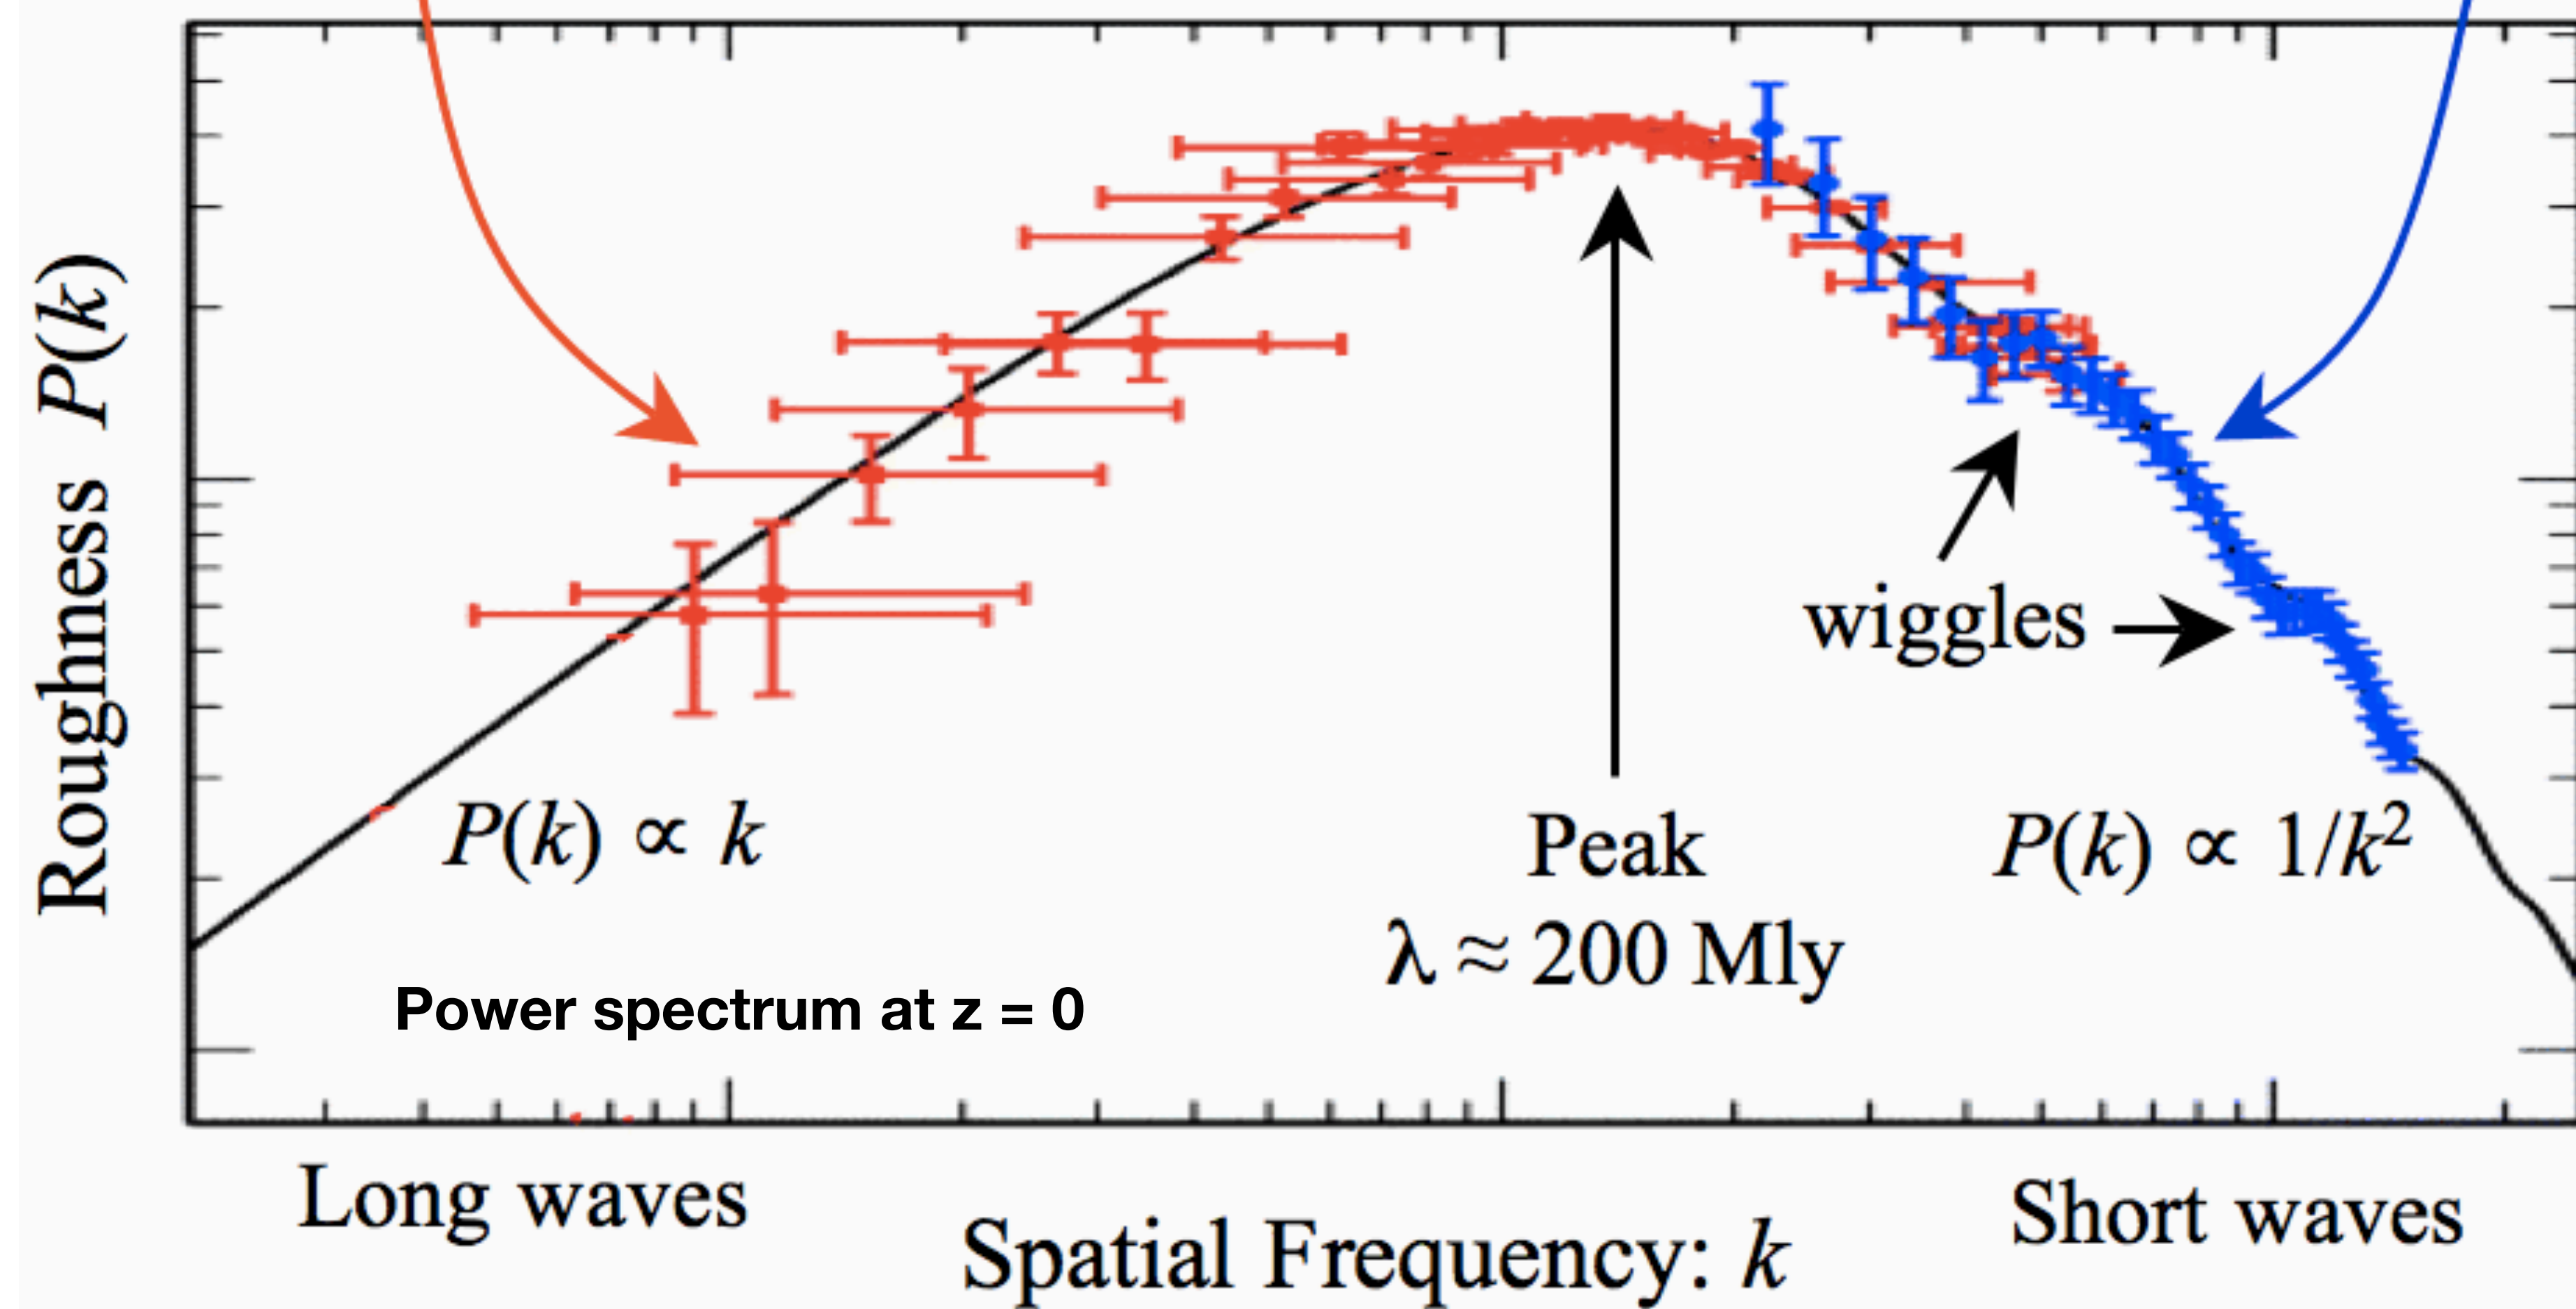 Roughness P(k)
wiggles
P(k) ∝ k
Peak
λ ≈ 200 Mly
P(k) ∝ 1/k²
Power spectrum at z = 0
Long waves
Short waves
Spatial Frequency: k